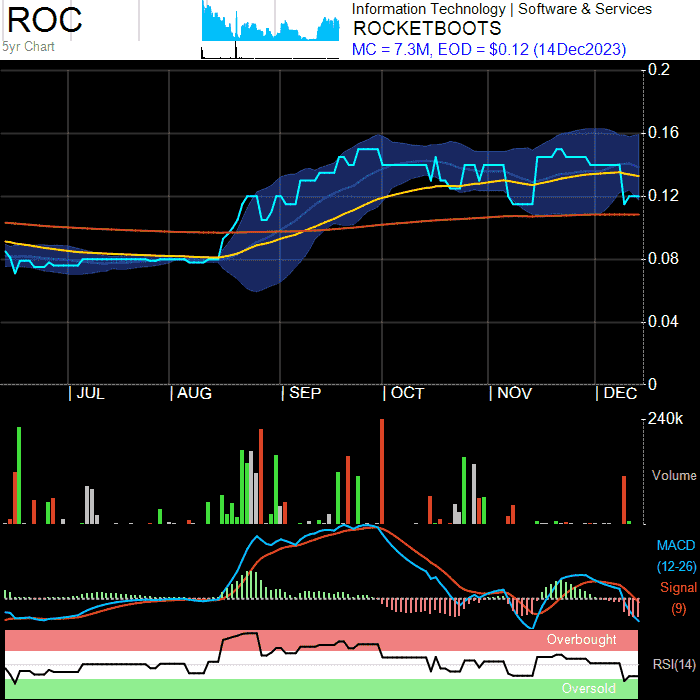 ROC
5yr Chart
Information Technology | Software & Services
ROCKETBOOTS
MC = 7.3M, EOD = $0.12 (14Dec2023)
0.2
0.16
0.12
0.08
0.04
0
JUL AUG SEP OCT NOV DEC
240k
Volume
MACD
(12-26)
Signal
(9)
Overbought
RSI(14)
Oversold